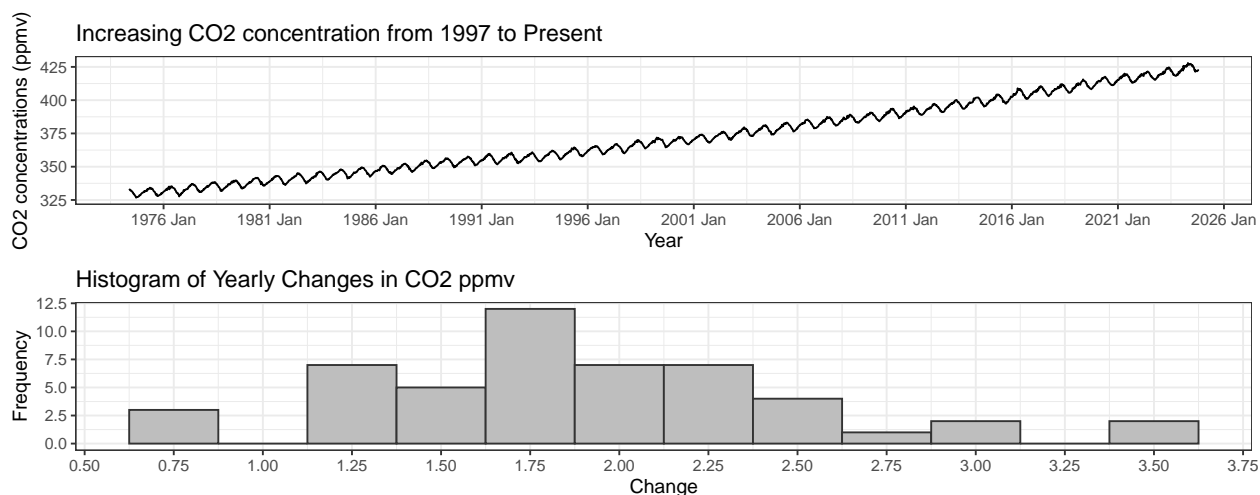 Increasing CO2 concentration from 1997 to Present
CO2 concentrations (ppmv)
425
400
375
350
325
1976 Jan 1981 Jan 1986 Jan 1991 Jan 1996 Jan 2001 Jan 2006 Jan 2011 Jan 2016 Jan 2021 Jan 2026 Jan
Year
Histogram of Yearly Changes in CO2 ppmv
Frequency
12.5
10.0
7.5
5.0
2.5
0.0
0.50 0.75 1.00 1.25 1.50 1.75 2.00 2.25 2.50 2.75 3.00 3.25 3.50 3.75
Change